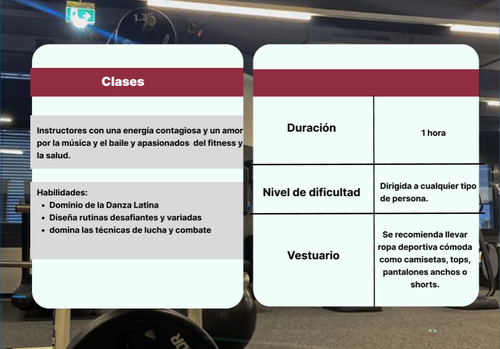 Clases
Instructores con una energía contagiosa y un amor
por la música y el baile y apasionados del fitness y
la salud.
Habilidades:
• Dominio de la Danza Latina
• Diseña rutinas desafiantes y variadas
• domina las técnicas de lucha y combate
Duración
1 hora
Nivel de dificultad
Dirigida a cualquier tipo
de persona.
Vestuario
Se recomienda llevar
ropa deportiva cómoda
como camisetas, tops,
pantalones anchos o
shorts.